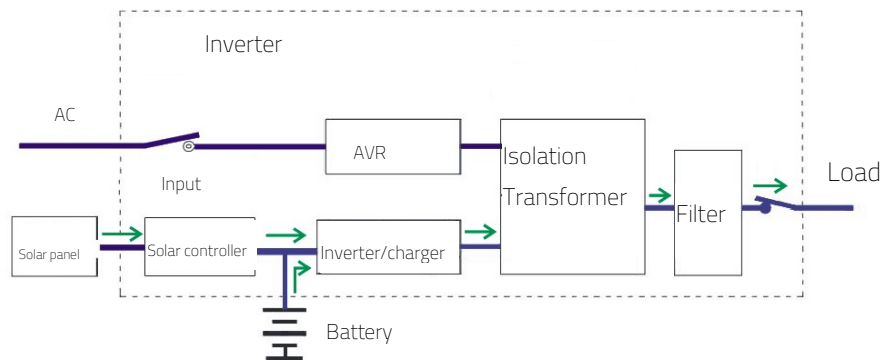 Inverter
AC
AVR
Isolation
Transformer
Input
Load
Filter
Solar panel
Solar controller
Inverter/charger
Battery